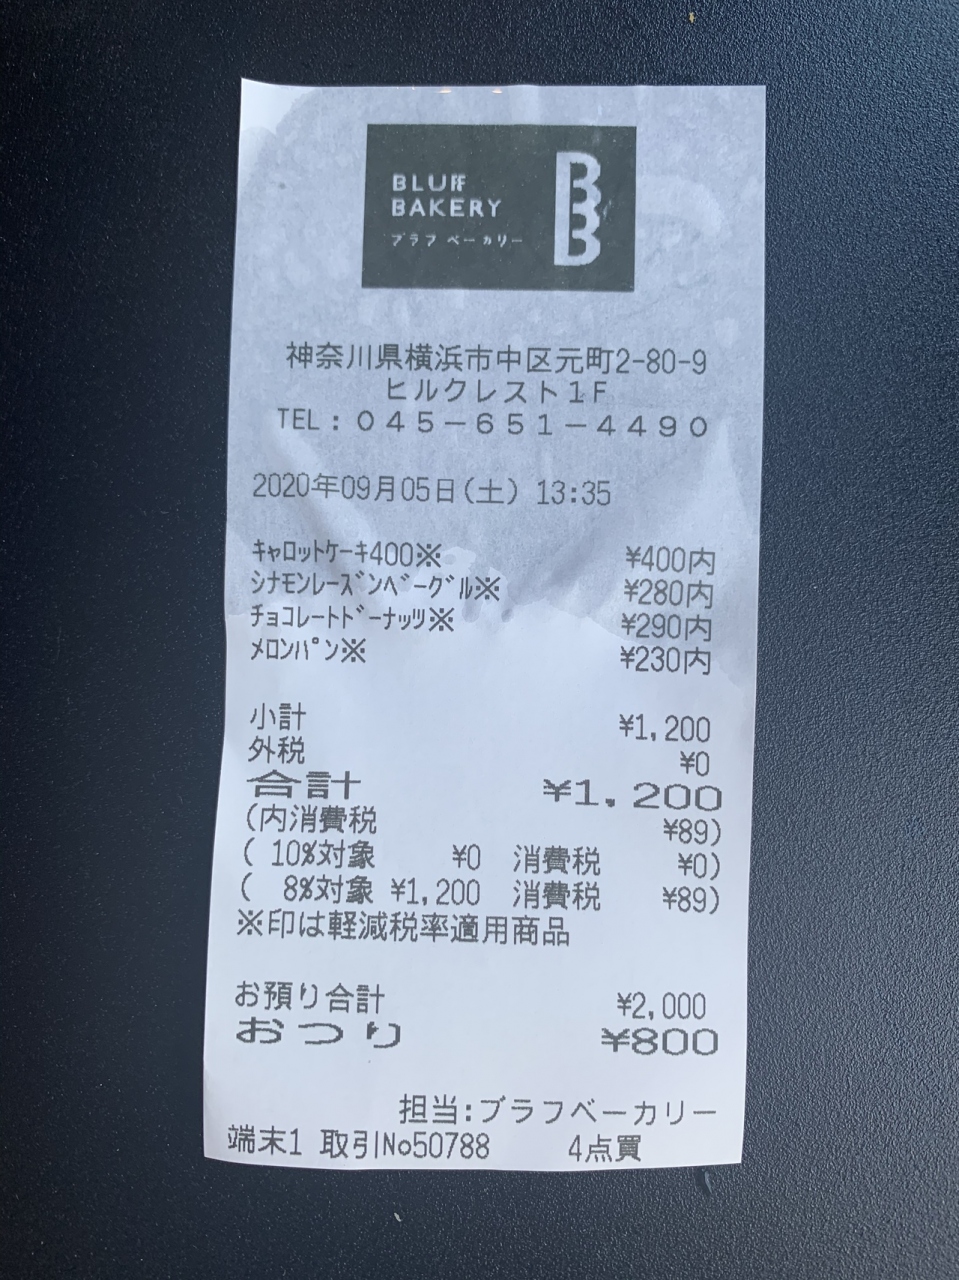 BLUFF
BAKERY
ブラフ ベーカリー
神奈川県横浜市中区元町2-80-9
ヒルクレスト1F
TEL:045-651-4490
2020年09月05日(土) 13:35
ｷｬﾛｯﾄｹｰｷ400※ ¥400内
ｼﾅﾓﾝﾚｰｽﾞﾝﾍﾞｰｸﾞﾙ※ ¥280内
ﾁｮｺﾚｰﾄﾄﾞｰﾅｯﾂ※ ¥290内
ﾒﾛﾝﾊﾟﾝ※ ¥230内
小計 ¥1,200
外税 ¥0
合計 ¥1,200
(内消費税 ¥89)
( 10%対象 ¥0 消費税 ¥0)
( 8%対象 ¥1,200 消費税 ¥89)
※印は軽減税率適用商品
お預り合計 ¥2,000
おつり ¥800
担当:ブラフベーカリー
端末1 取引No50788 4点買